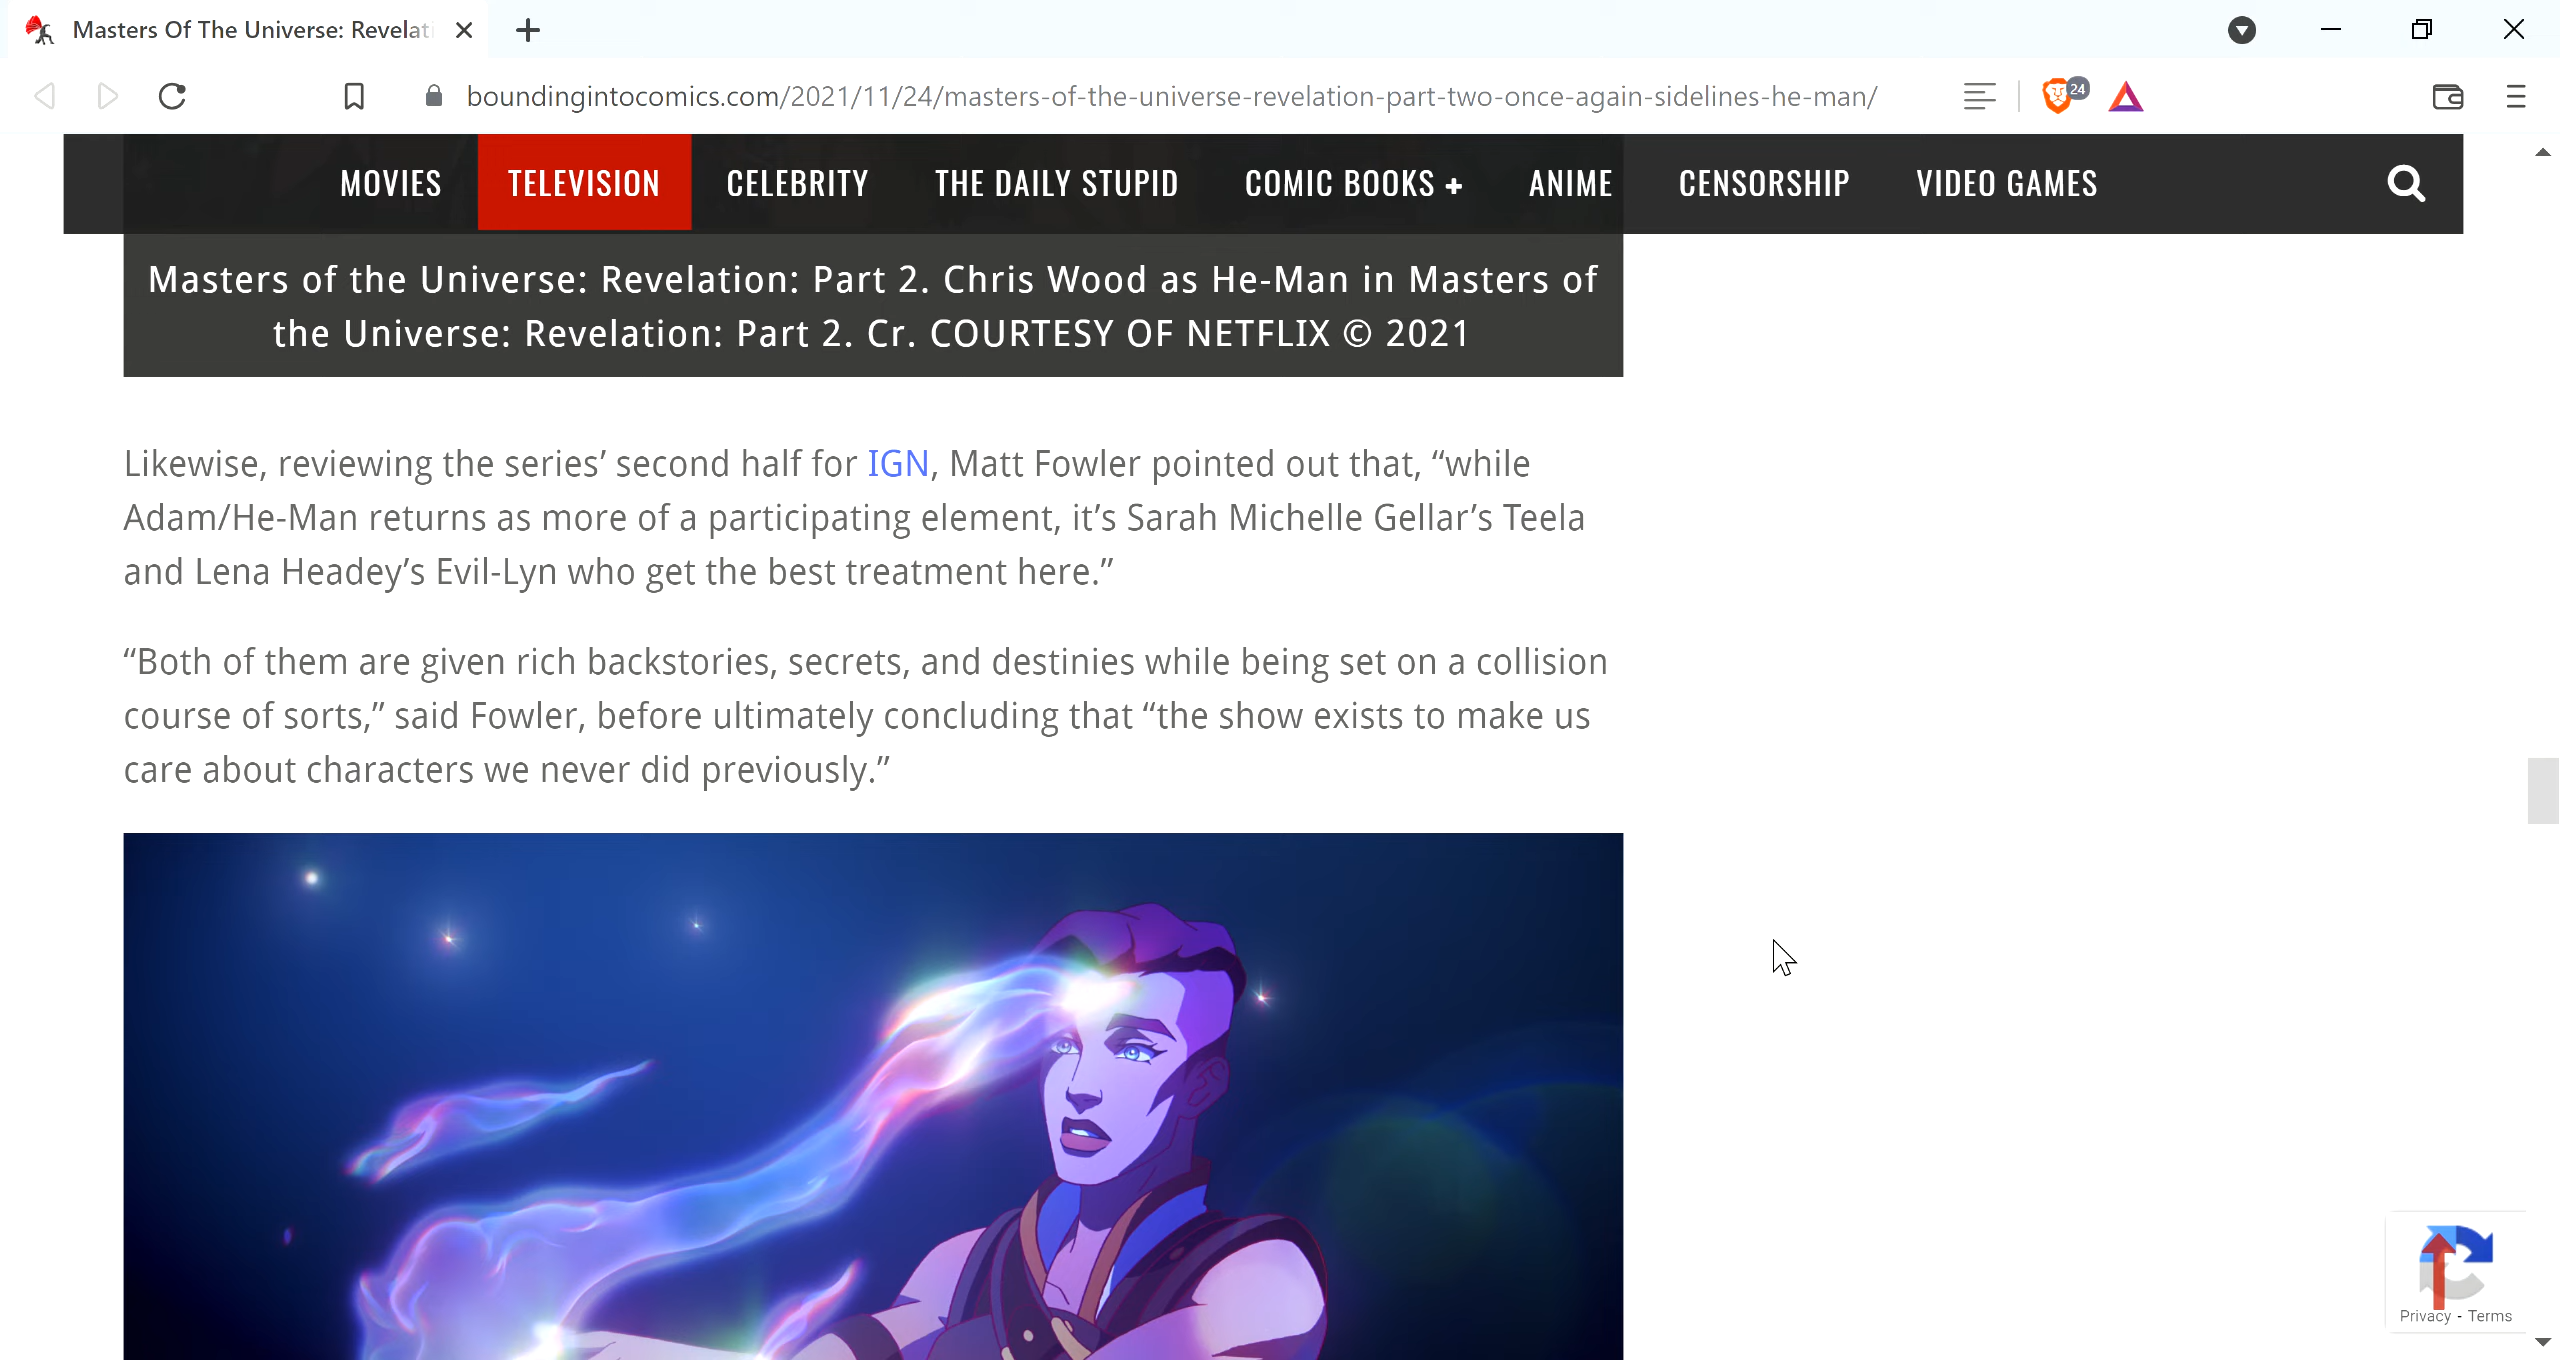 Masters Of The Universe: Revelati
boundingintocomics.com/2021/11/24/masters-of-the-universe-revelation-part-two-once-again-sidelines-he-man/
24
MOVIES TELEVISION CELEBRITY THE DAILY STUPID COMIC BOOKS + ANIME CENSORSHIP VIDEO GAMES
Masters of the Universe: Revelation: Part 2. Chris Wood as He-Man in Masters of
the Universe: Revelation: Part 2. Cr. COURTESY OF NETFLIX © 2021
Likewise, reviewing the series’ second half for IGN, Matt Fowler pointed out that, “while
Adam/He-Man returns as more of a participating element, it’s Sarah Michelle Gellar’s Teela
and Lena Headey’s Evil-Lyn who get the best treatment here.”
“Both of them are given rich backstories, secrets, and destinies while being set on a collision
course of sorts,” said Fowler, before ultimately concluding that “the show exists to make us
care about characters we never did previously.”
Privacy - Terms